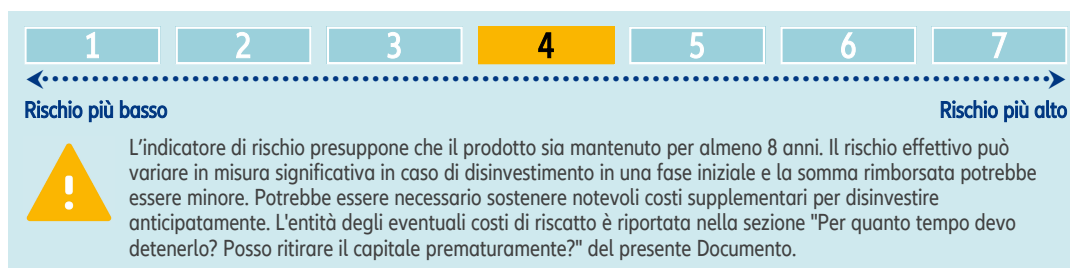 1 2 3 4 5 6 7
Rischio più basso Rischio più alto
L'indicatore di rischio presuppone che il prodotto sia mantenuto per almeno 8 anni. Il rischio effettivo può
variare in misura significativa in caso di disinvestimento in una fase iniziale e la somma rimborsata potrebbe
essere minore. Potrebbe essere necessario sostenere notevoli costi supplementari per disinvestire
anticipatamente. L'entità degli eventuali costi di riscatto è riportata nella sezione "Per quanto tempo devo
detenerlo? Posso ritirare il capitale prematuramente?" del presente Documento.